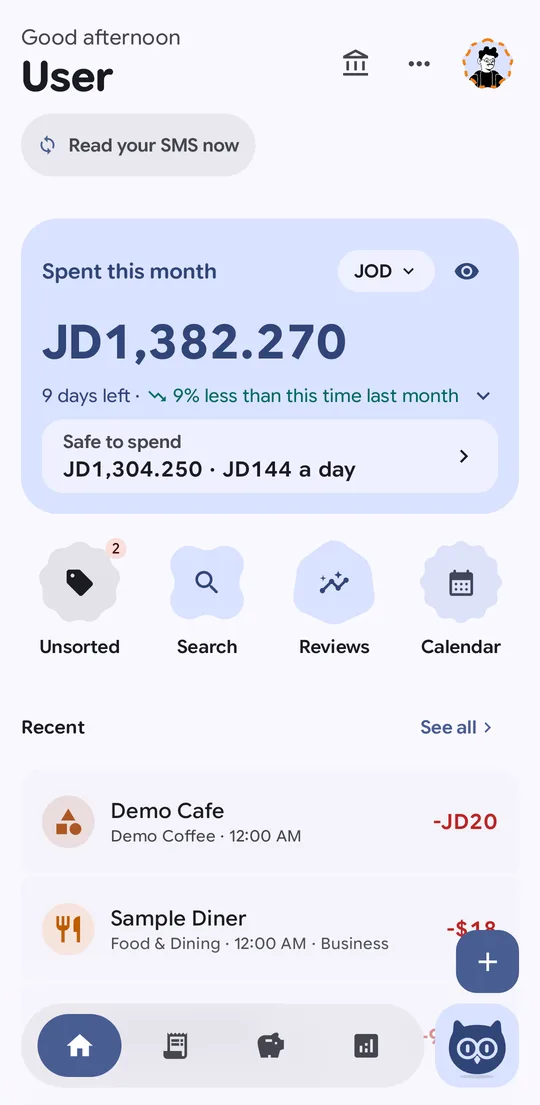 Good afternoon
User
Read your SMS now
Spent this month
JOD
JD1,382.270
9 days left · 9% less than this time last month
Safe to spend
JD1,304.250 · JD144 a day
2
Unsorted
Search
Reviews
Calendar
Recent
See all
Demo Cafe
Demo Coffee · 12:00 AM
-JD20
Sample Diner
Food & Dining · 12:00 AM · Business
-$18